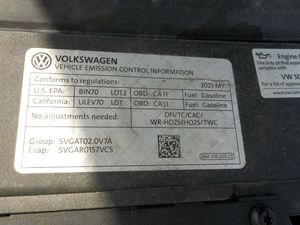 VOLKSWAGEN
VEHICLE EMISSION CONTROL INFORMATION
Conforms to regulations: 2025 MY
U.S. EPA: BIN70 LDT2 OBD: CA II Fuel: Gasoline
California: ULEV70 LDT1 OBD: CA II Fuel: Gasoline
No adjustments needed. DFI/TC/CAC/
WR-HO2S/HO2S/TWC
Group: SVGAT02.0V7A
Evap: SVGAR0157VCS
Engine
VW 50